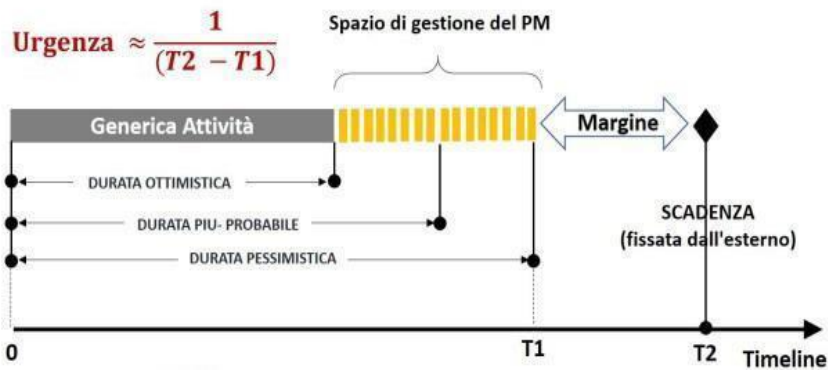 Urgenza ≈ 1 / (T2 − T1)
Spazio di gestione del PM
Generica Attività
Margine
DURATA OTTIMISTICA
DURATA PIU- PROBABILE
DURATA PESSIMISTICA
SCADENZA
(fissata dall'esterno)
0
T1
T2
Timeline